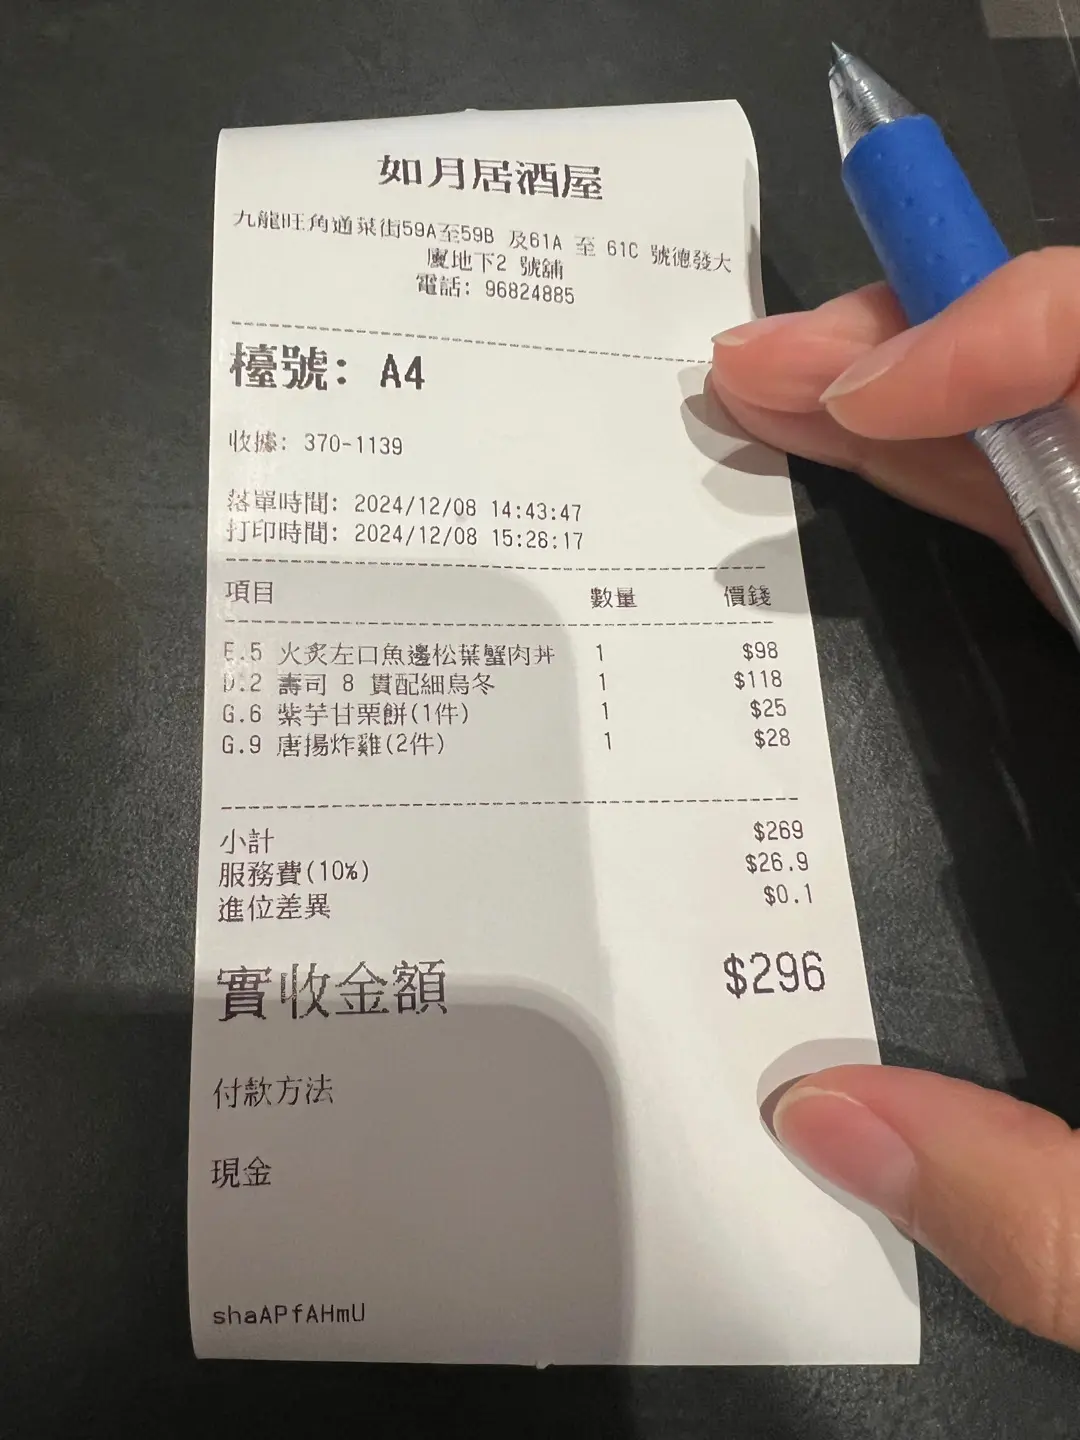 如月居酒屋
九龍旺角通菜街59A至59B 及61A 至 61C 號德發大
廈地下2 號舖
電話: 96824885
檯號: A4
收據: 370-1139
落單時間: 2024/12/08 14:43:47
打印時間: 2024/12/08 15:26:17
項目 數量 價錢
E.5 火炙左口魚邊松葉蟹肉丼 1 $98
D.2 壽司 8 貫配細烏冬 1 $118
G.6 紫芋甘栗餅(1件) 1 $25
G.9 唐揚炸雞(2件) 1 $28
小計 $269
服務費(10%) $26.9
進位差異 $0.1
實收金額 $296
付款方法
現金
shaAPfAHmU